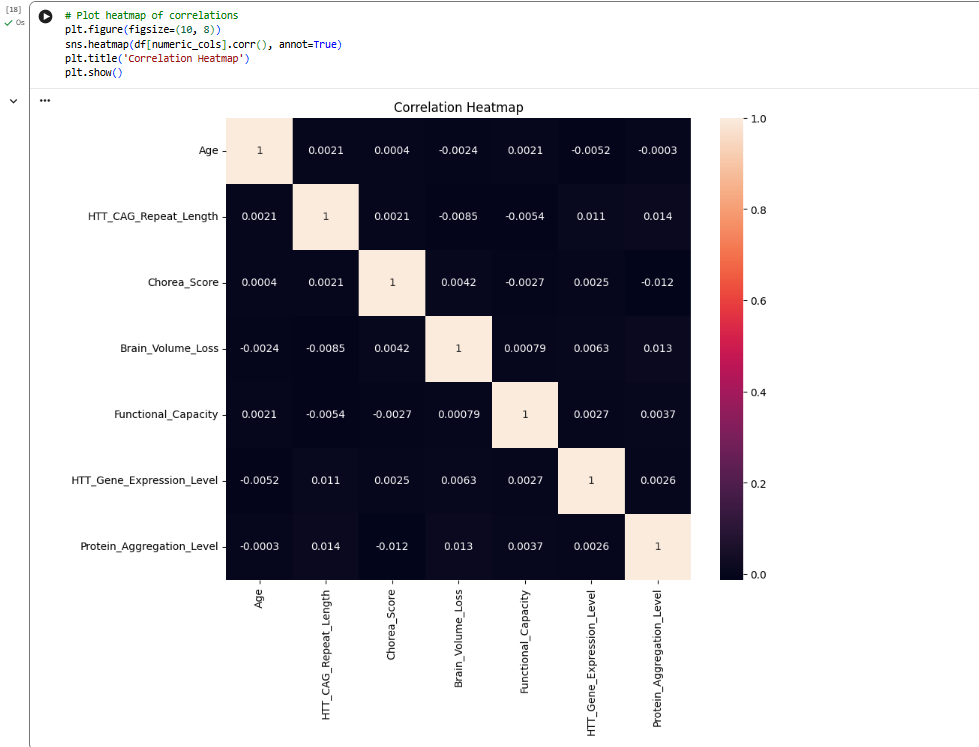 [18]
0s
# Plot heatmap of correlations
plt.figure(figsize=(10, 8))
sns.heatmap(df[numeric_cols].corr(), annot=True)
plt.title('Correlation Heatmap')
plt.show()
Correlation Heatmap
Age 1 0.0021 0.0004 -0.0024 0.0021 -0.0052 -0.0003
HTT_CAG_Repeat_Length 0.0021 1 0.0021 -0.0085 -0.0054 0.011 0.014
Chorea_Score 0.0004 0.0021 1 0.0042 -0.0027 0.0025 -0.012
Brain_Volume_Loss -0.0024 -0.0085 0.0042 1 0.00079 0.0063 0.013
Functional_Capacity 0.0021 -0.0054 -0.0027 0.00079 1 0.0027 0.0037
HTT_Gene_Expression_Level -0.0052 0.011 0.0025 0.0063 0.0027 1 0.0026
Protein_Aggregation_Level -0.0003 0.014 -0.012 0.013 0.0037 0.0026 1
Age
HTT_CAG_Repeat_Length
Chorea_Score
Brain_Volume_Loss
Functional_Capacity
HTT_Gene_Expression_Level
Protein_Aggregation_Level
1.0
0.8
0.6
0.4
0.2
0.0